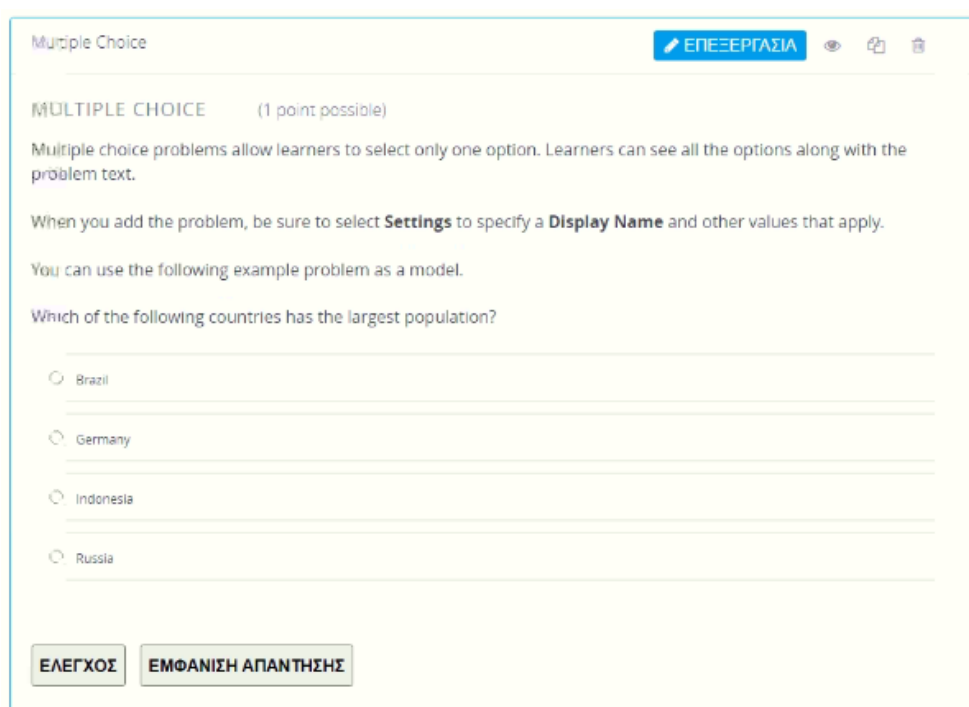 Multiple Choice
ΕΠΕΞΕΡΓΑΣΙΑ
MULTIPLE CHOICE (1 point possible)
Multiple choice problems allow learners to select only one option. Learners can see all the options along with the
problem text.
When you add the problem, be sure to select Settings to specify a Display Name and other values that apply.
You can use the following example problem as a model.
Which of the following countries has the largest population?
Brazil
Germany
Indonesia
Russia
ΕΛΕΓΧΟΣ ΕΜΦΑΝΙΣΗ ΑΠΑΝΤΗΣΗΣ